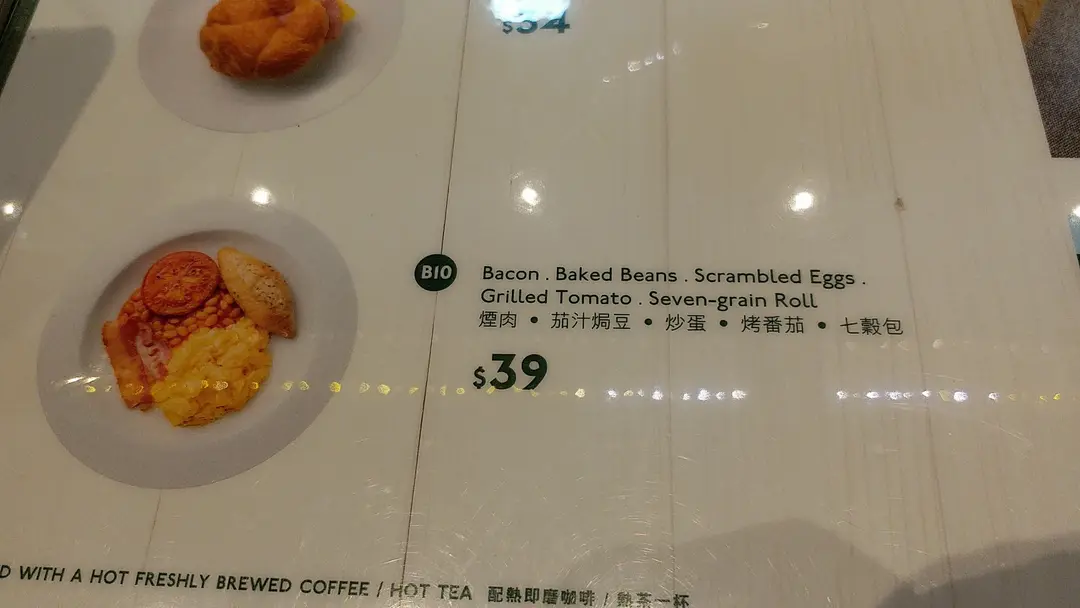 $34
B10
Bacon . Baked Beans . Scrambled Eggs .
Grilled Tomato . Seven-grain Roll
煙肉 • 茄汁焗豆 • 炒蛋 • 烤番茄 • 七穀包
$39
D WITH A HOT FRESHLY BREWED COFFEE / HOT TEA 配熱即磨咖啡 / 熱茶一杯